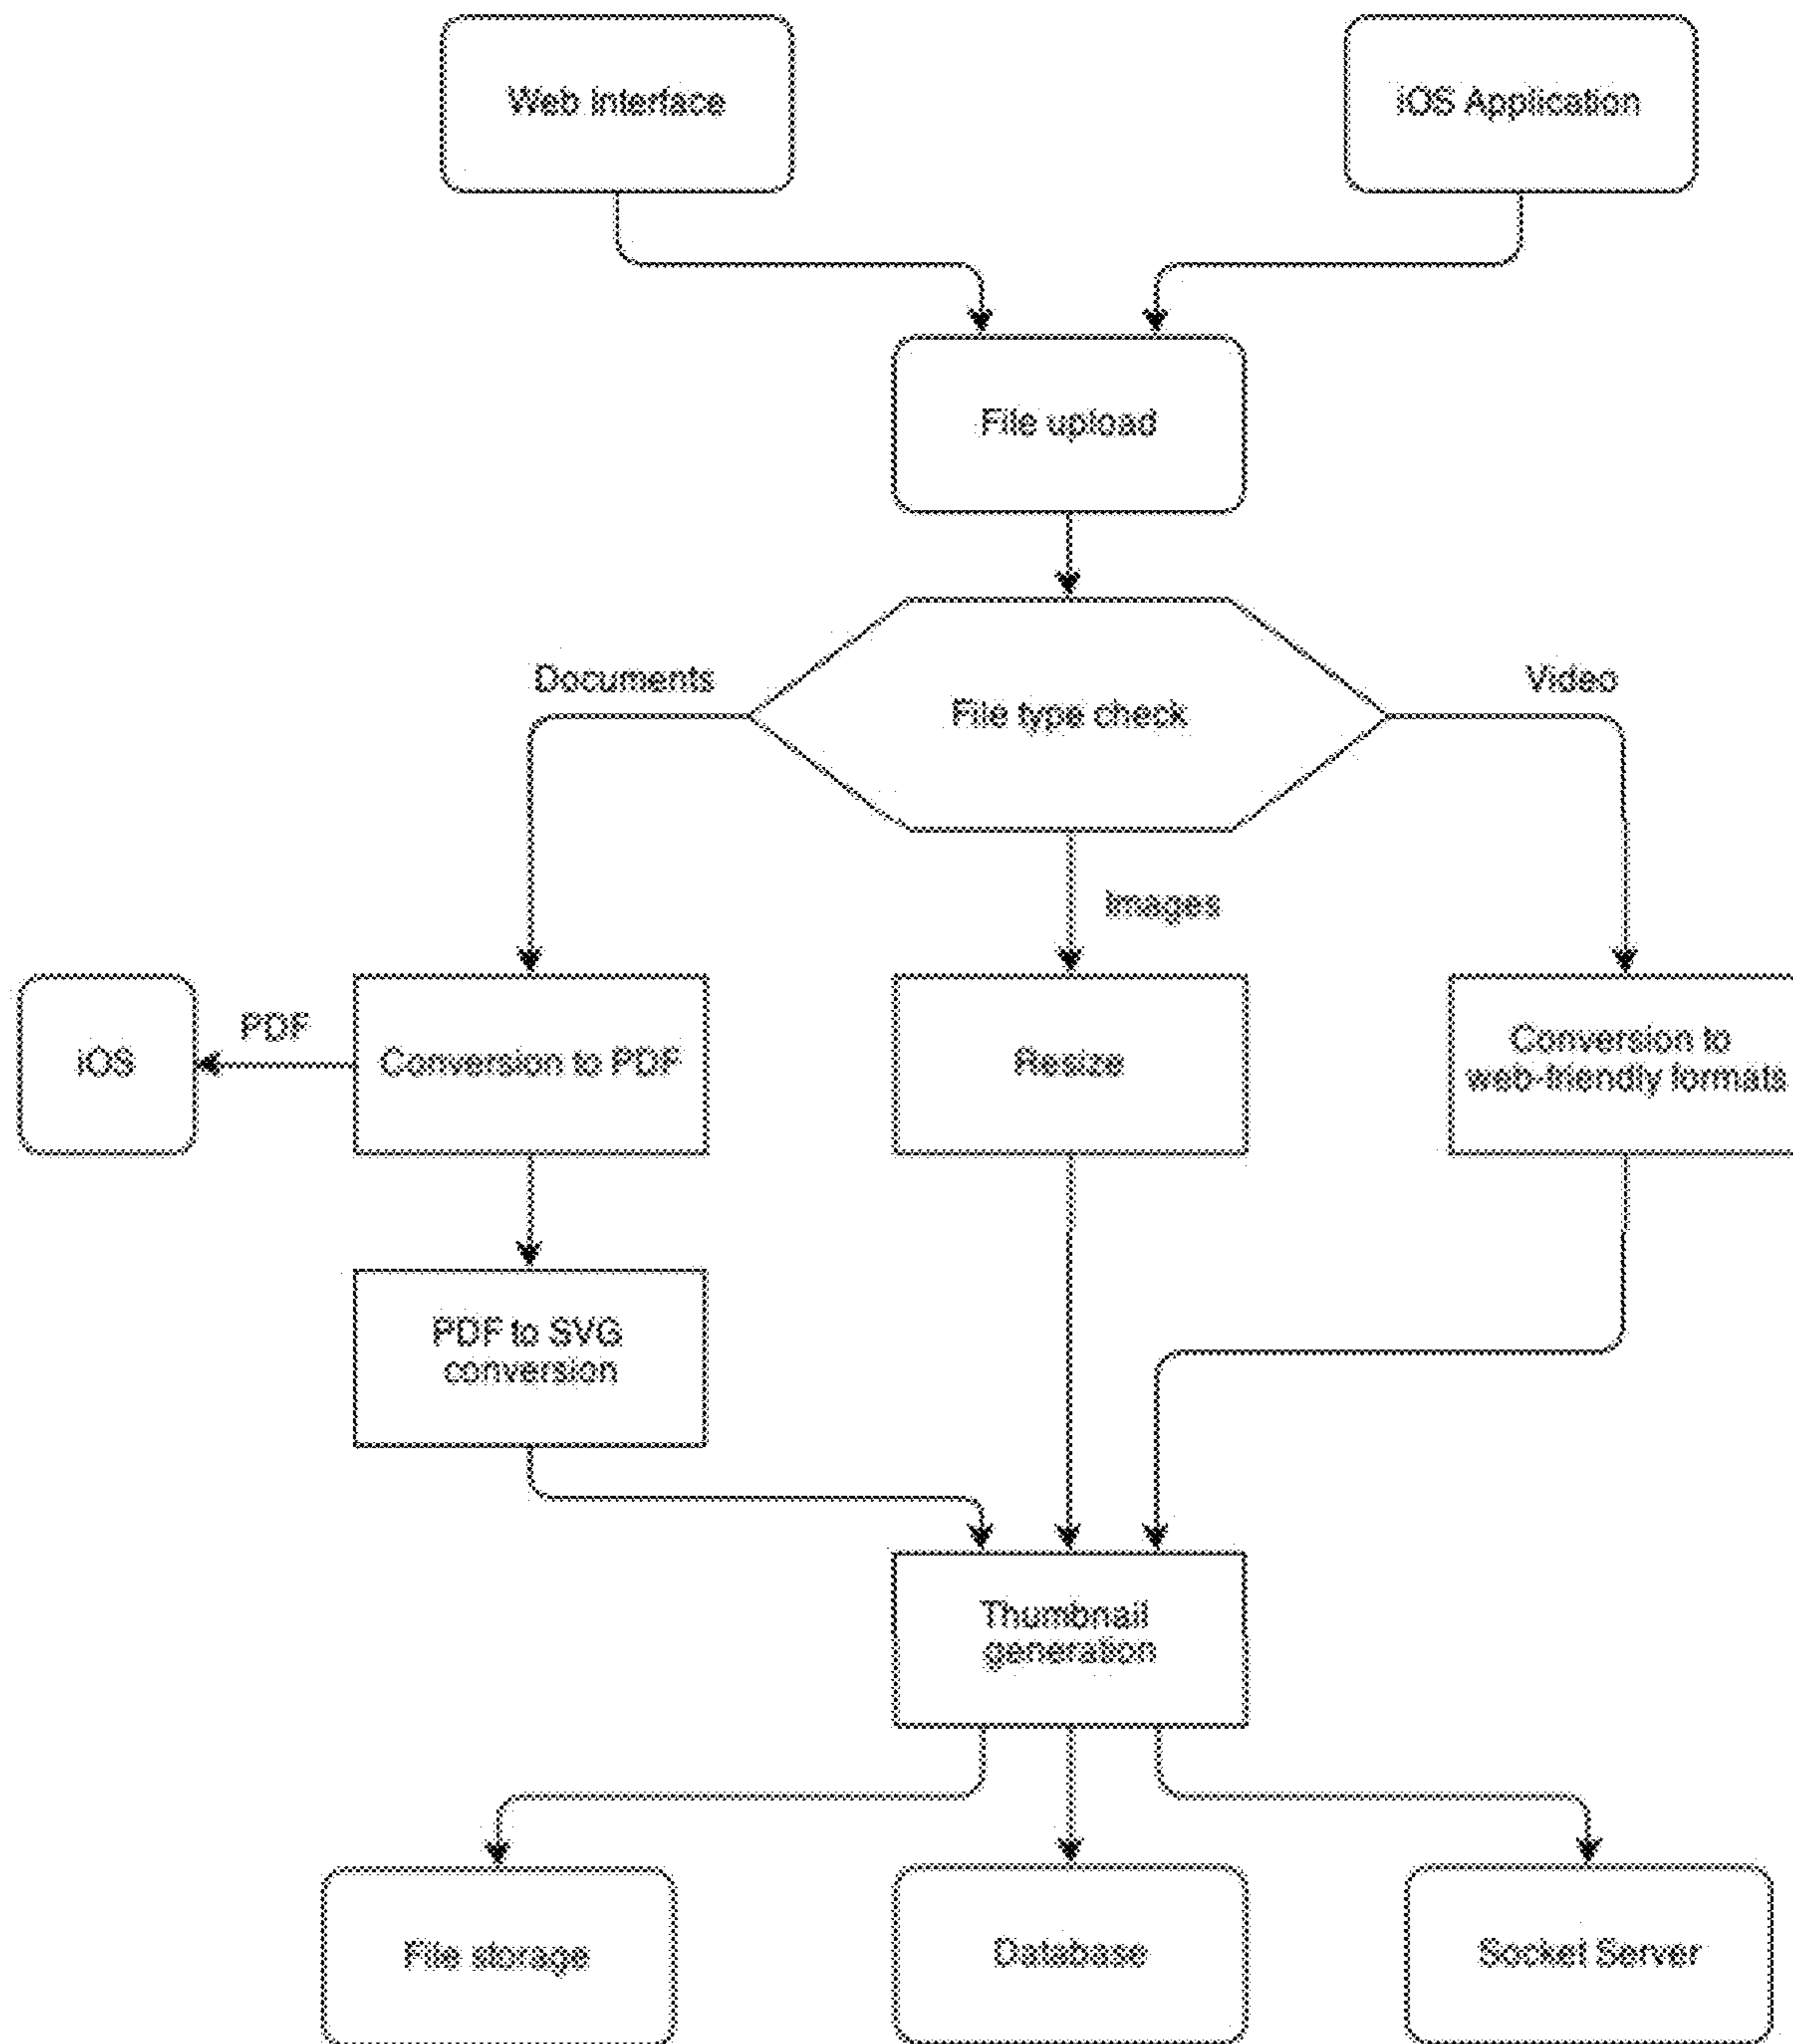 Web interface
iOS Application
File upload
Documents
File type check
Video
Images
iOS
PDF
Conversion to PDF
Resize
Conversion to
web-friendly formats
PDF to SVG
conversion
Thumbnail
generation
File storage
Database
Socket Server